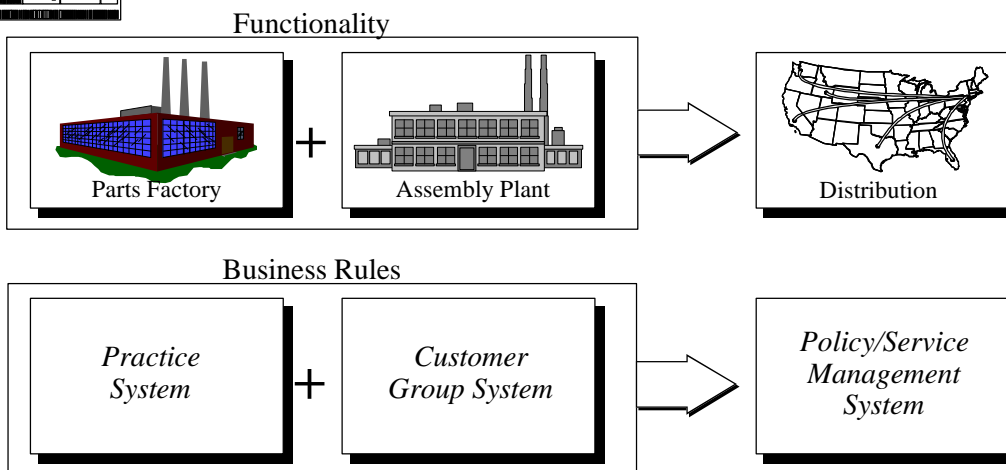 Functionality
+
Parts Factory
Assembly Plant
Distribution
Business Rules
Practice
System
+
Customer
Group System
Policy/Service
Management
System